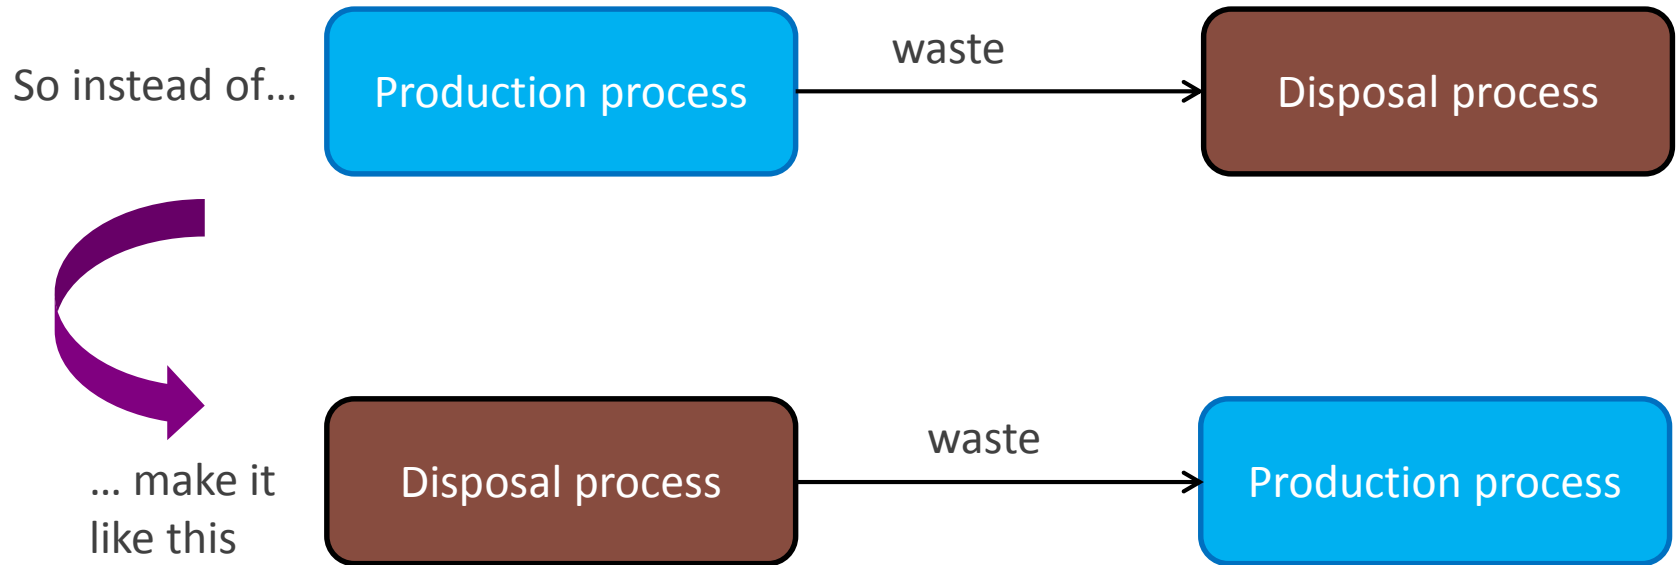 So instead of…
Production process
waste
Disposal process
… make it
like this
Disposal process
waste
Production process